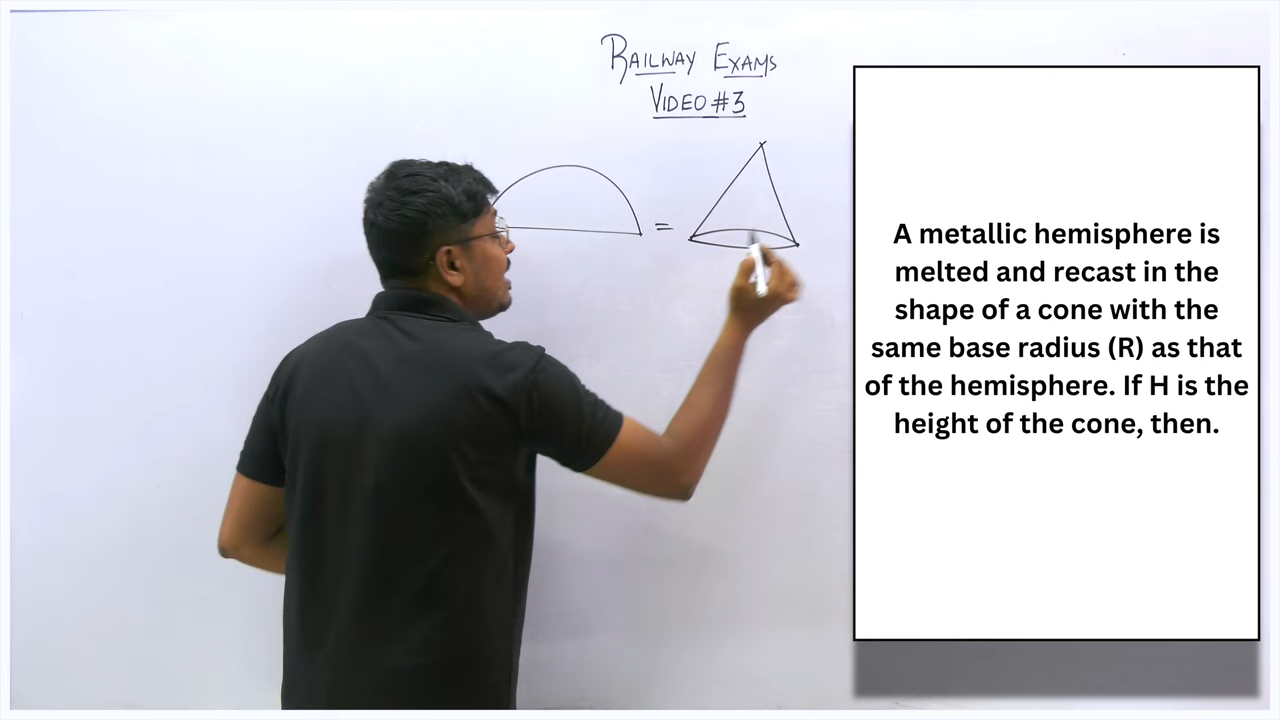 RAILWAY EXAMS
VIDEO #3
=
A metallic hemisphere is
melted and recast in the
shape of a cone with the
same base radius (R) as that
of the hemisphere. If H is the
height of the cone, then.